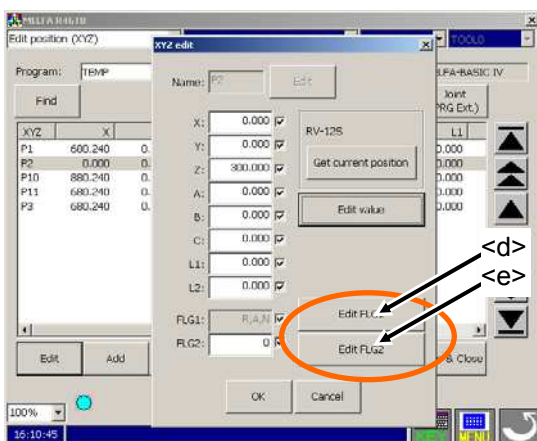 MELFA R46TB
Edit position (XYZ)
TOOL0
XYZ edit
Program: TEMP
MELFA-BASIC IV
Name: P2 Edit
Find
Joint
PRG Ext.)
XYZ X L1
P1 600.240 0. 0.000
P2 0.000 0. 0.000
P10 880.240 0. 0.000
P11 680.240 0. 0.000
P3 680.240 0. 0.000
X: 0.000
Y: 0.000
Z: 300.000
A: 0.000
B: 0.000
C: 0.000
L1: 0.000
L2: 0.000
FLG1: R,A,N
FLG2: 0
RV-12S
Get current position
Edit value
<d>
<e>
Edit FLG1
Edit FLG2
Edit Add & Close
OK Cancel
100%
16:10:45
KEY MENU